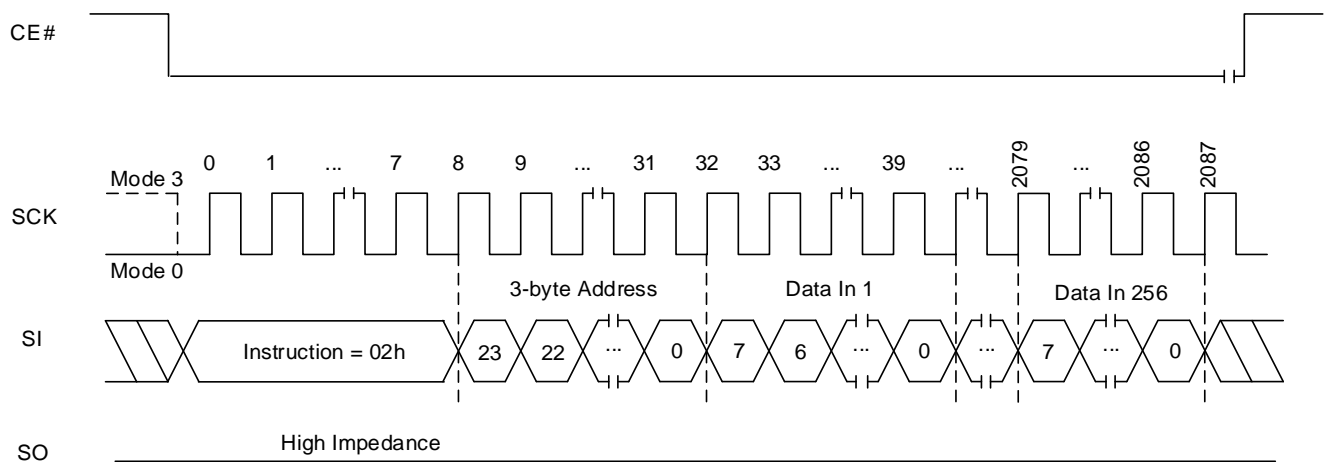 CE#
0 1 ... 7 8 9 ... 31 32 33 ... 39 ... 2079 ... 2086 2087
Mode 3
SCK
Mode 0
3-byte Address Data In 1 Data In 256
SI Instruction = 02h 23 22 ... 0 7 6 ... 0 ... 7 ... 0
High Impedance
SO